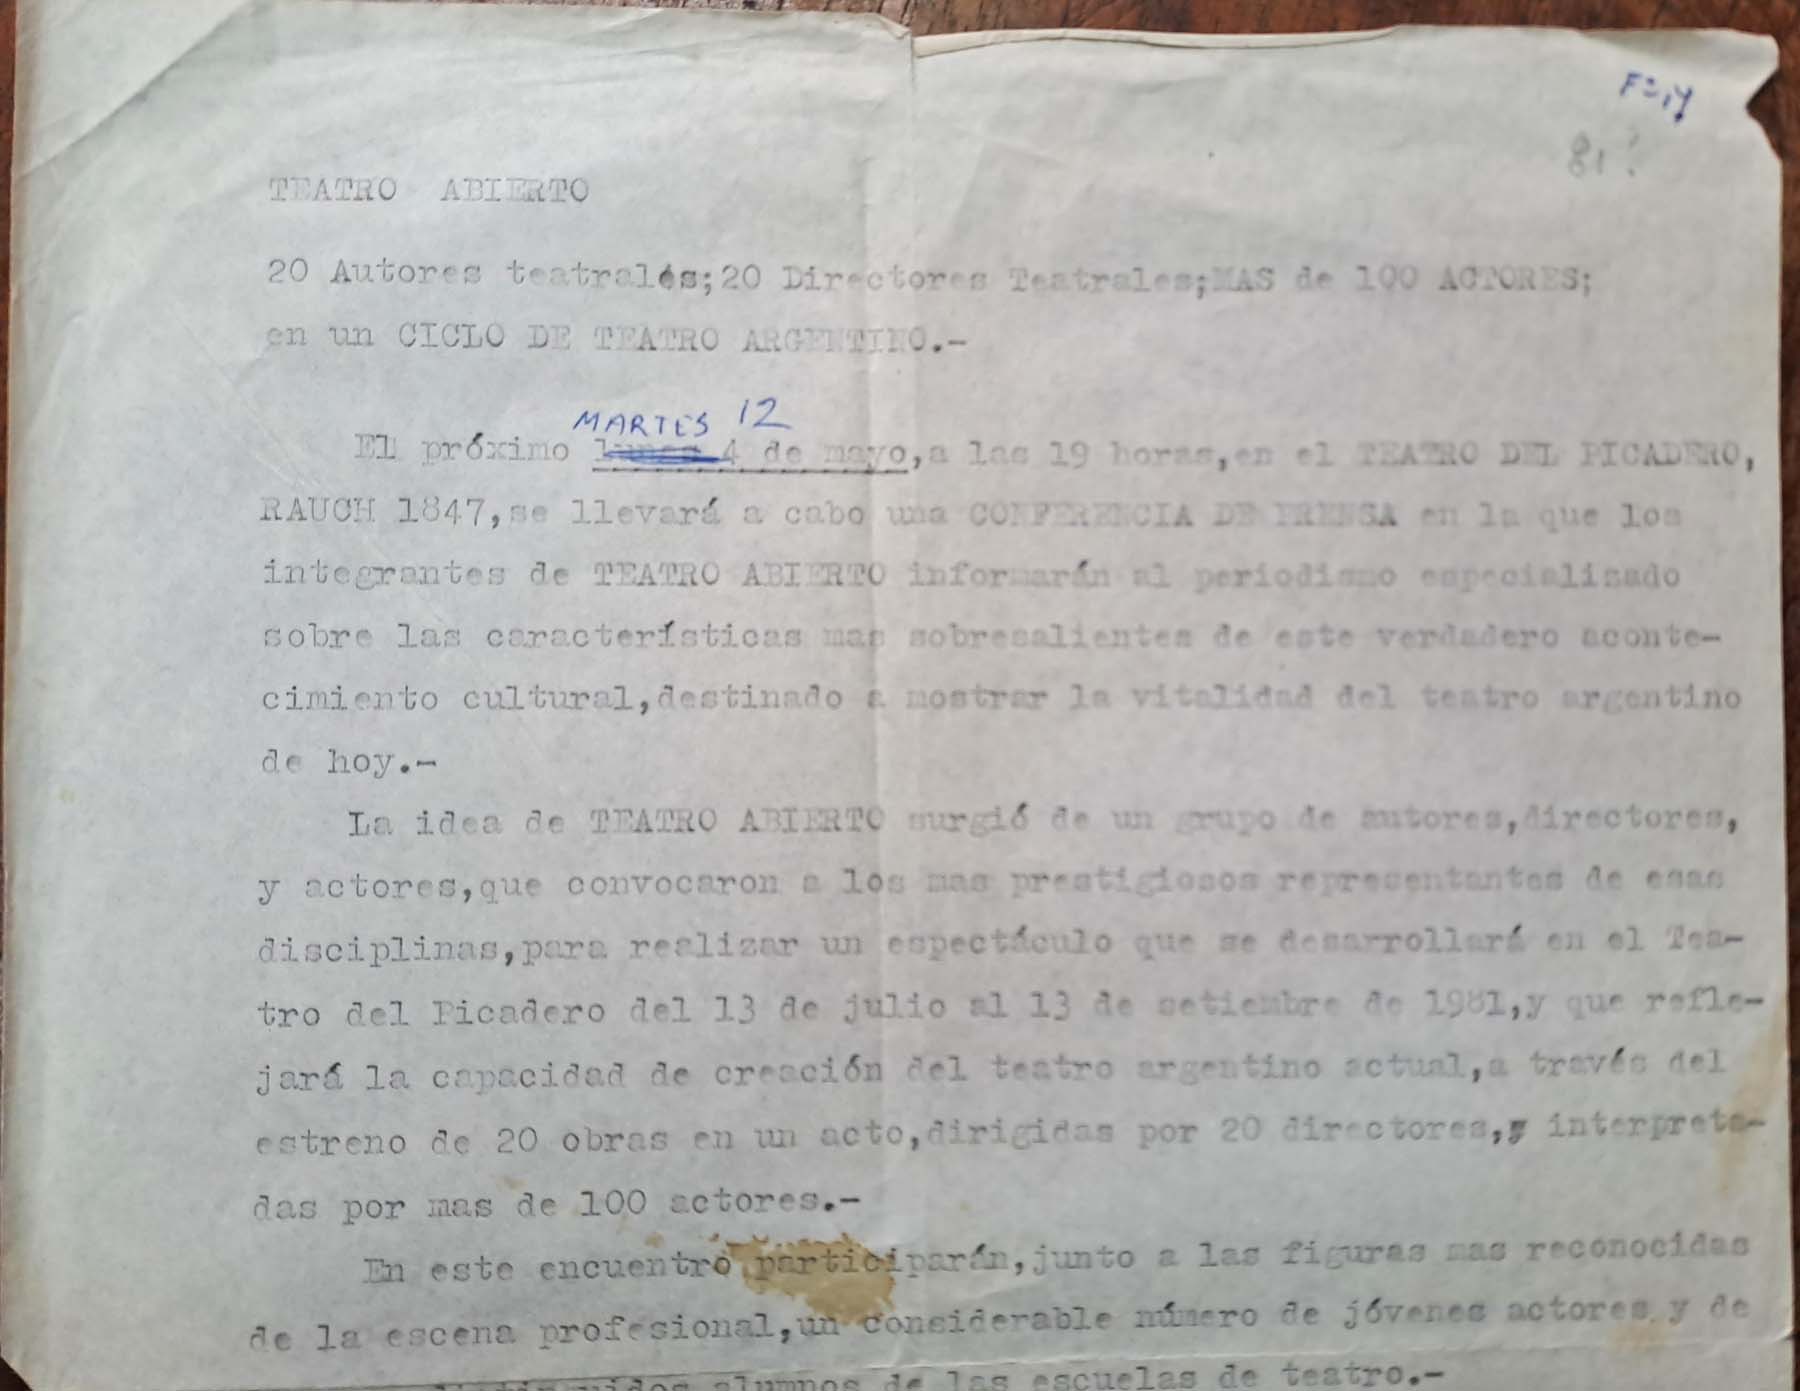 81?
TEATRO ABIERTO
20 Autores teatrales;20 Directores Teatrales;MAS de 100 ACTORES;
en un CICLO DE TEATRO ARGENTINO.-
MARTES 12
El próximo lunes 4 de mayo,a las 19 horas,en el TEATRO DEL PICADERO,
RAUCH 1847,se llevará a cabo una CONFERENCIA DE PRENSA en la que los
integrantes de TEATRO ABIERTO informarán al periodismo especializado
sobre las características mas sobresalientes de este verdadero aconte-
cimiento cultural,destinado a mostrar la vitalidad del teatro argentino
de hoy.-
La idea de TEATRO ABIERTO surgió de un grupo de autores,directores,
y actores,que convocaron a los mas prestigiosos representantes de esas
disciplinas,para realizar un espectáculo que se desarrollará en el Tea-
tro del Picadero del 13 de julio al 13 de setiembre de 1981,y que refle-
jará la capacidad de creación del teatro argentino actual,a través del
estreno de 20 obras en un acto,dirigidas por 20 directores,y interpreta-
das por mas de 100 actores.-
En este encuentro participarán,junto a las figuras mas reconocidas
de la escena profesional,un considerable número de jóvenes actores y de
alumnos de las escuelas de teatro.-